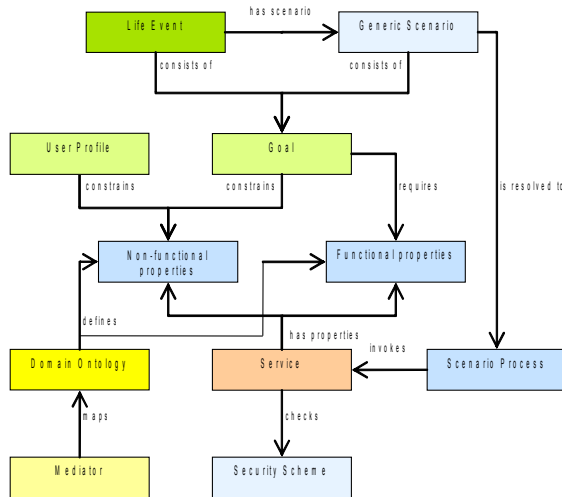 has scenario
Life Event
Generic Scenario
consists of
consists of
User Profile
Goal
constrains
constrains
requires
is resolved to
Non-functional
properties
Functional properties
defines
has properties
invokes
Domain Ontology
Service
Scenario Process
maps
checks
Mediator
Security Scheme